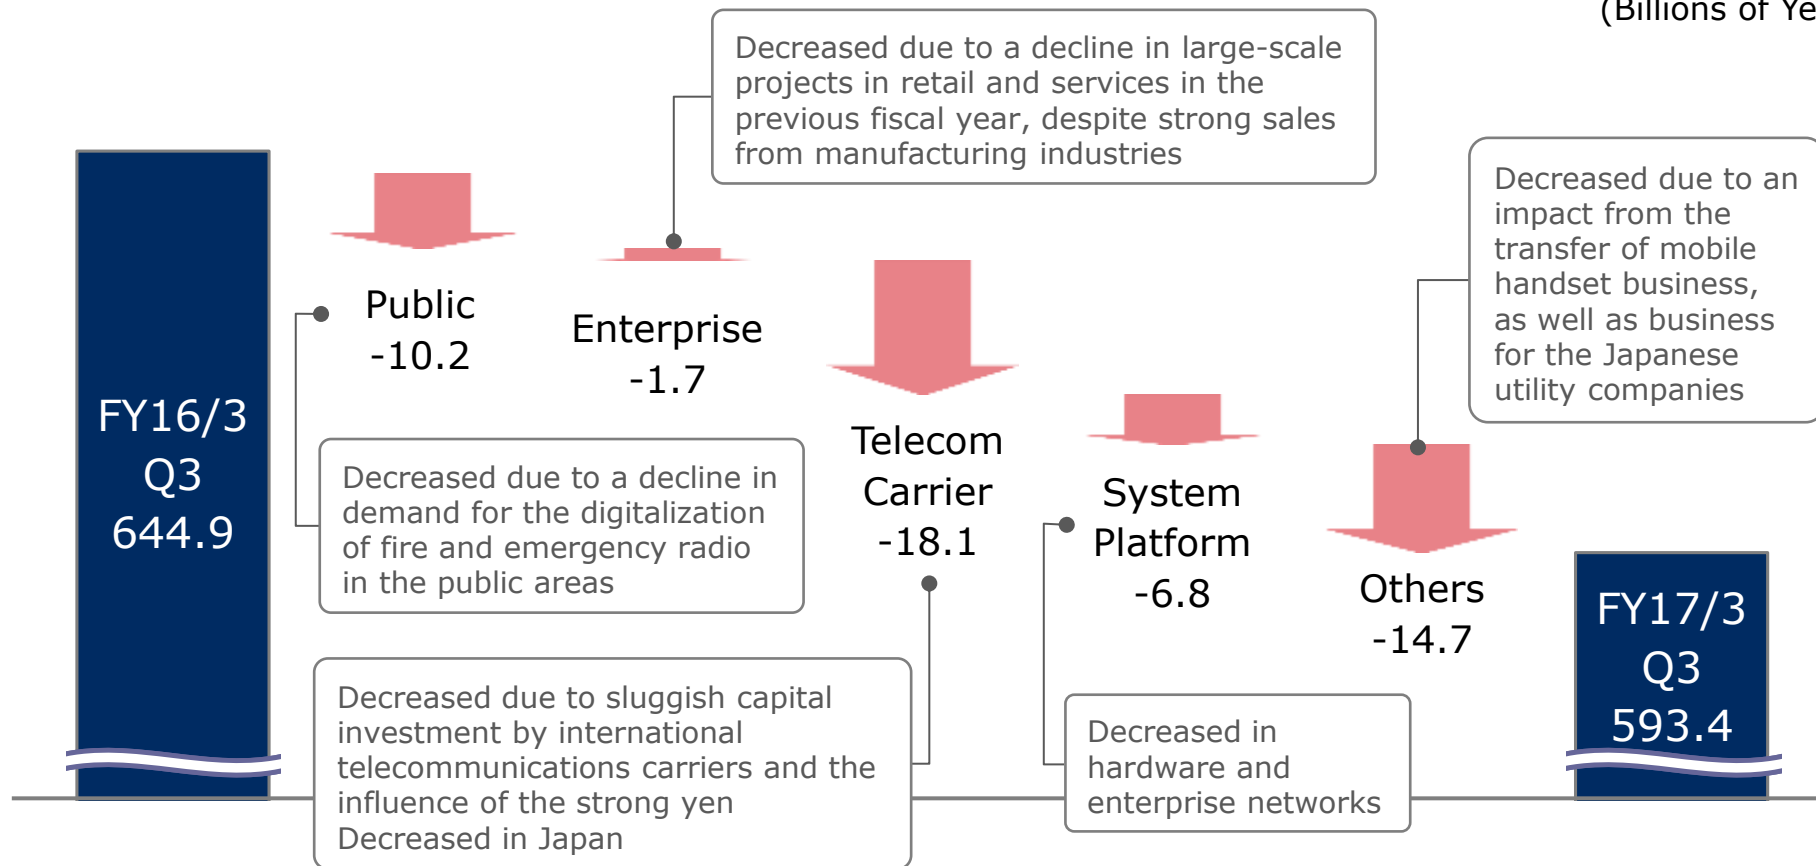 (Billions of Ye
Decreased due to a decline in large-scale
projects in retail and services in the
previous fiscal year, despite strong sales
from manufacturing industries
Decreased due to an
impact from the
transfer of mobile
handset business,
as well as business
for the Japanese
utility companies
FY16/3
Q3
644.9
Public
-10.2
Enterprise
-1.7
Telecom
Carrier
-18.1
System
Platform
-6.8
Others
-14.7
FY17/3
Q3
593.4
Decreased due to a decline in
demand for the digitalization
of fire and emergency radio
in the public areas
Decreased due to sluggish capital
investment by international
telecommunications carriers and the
influence of the strong yen
Decreased in Japan
Decreased in
hardware and
enterprise networks